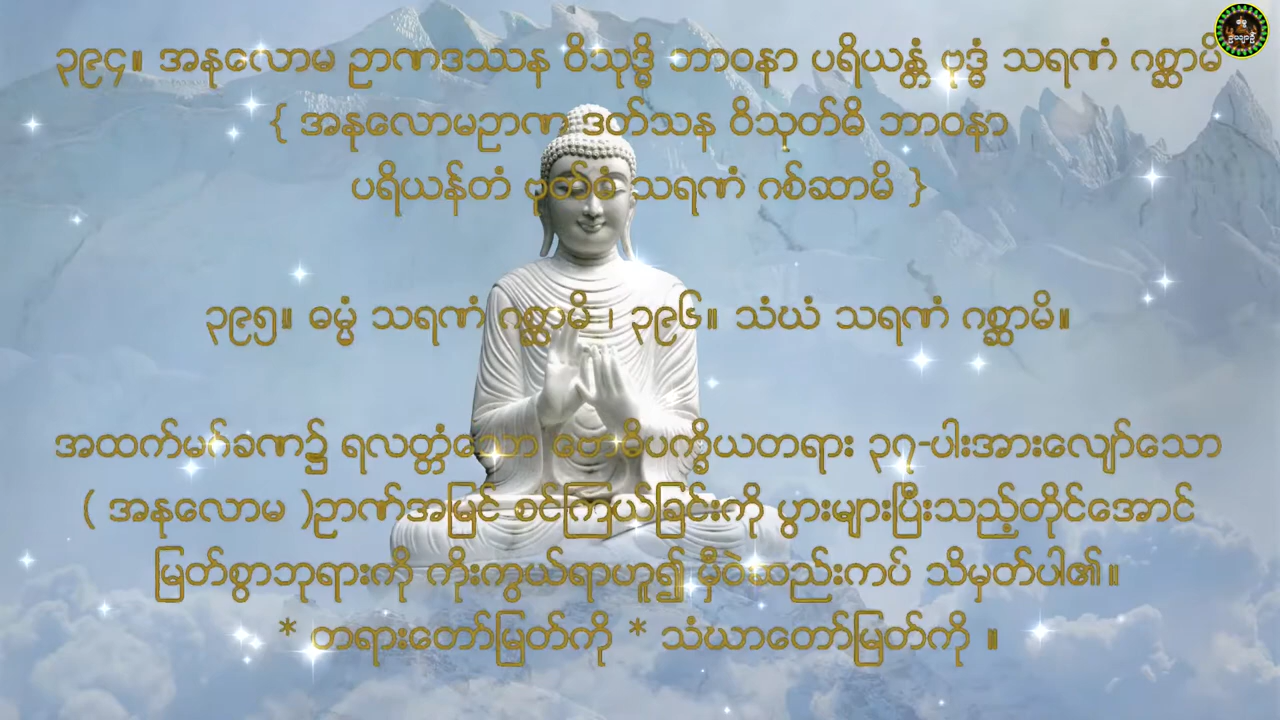 ၃၉၄။ အနုလောမ ဉာဏဒဿန ဝိသုဒ္ဓိ ဘာဝနာ ပရိယန္တံ ဗုဒ္ဓံ သရဏံ ဂစ္ဆာမိ
{ အနုလောမဉာဏ ဒတ်သန ဝိသုတ်ဓိ ဘာဝနာ
ပရိယန်တံ ဗုတ်ဓံ သရဏံ ဂစ်ဆာမိ }
၃၉၅။ ဓမ္မံ သရဏံ ဂစ္ဆာမိ ၊ ၃၉၆။ သံဃံ သရဏံ ဂစ္ဆာမိ။
အထက်မဂ်ခဏ၌ ရလတ္တံ့သော ဗောဓိပက္ခိယတရား ၃၇-ပါးအားလျော်သော
( အနုလောမ )ဉာဏ်အမြင် စင်ကြယ်ခြင်းကို ပွားများပြီးသည့်တိုင်အောင်
မြတ်စွာဘုရားကို ကိုးကွယ်ရာဟူ၍ မှီဝဲဆည်းကပ် သိမှတ်ပါ၏။
* တရားတော်မြတ်ကို * သံဃာတော်မြတ်ကို ။